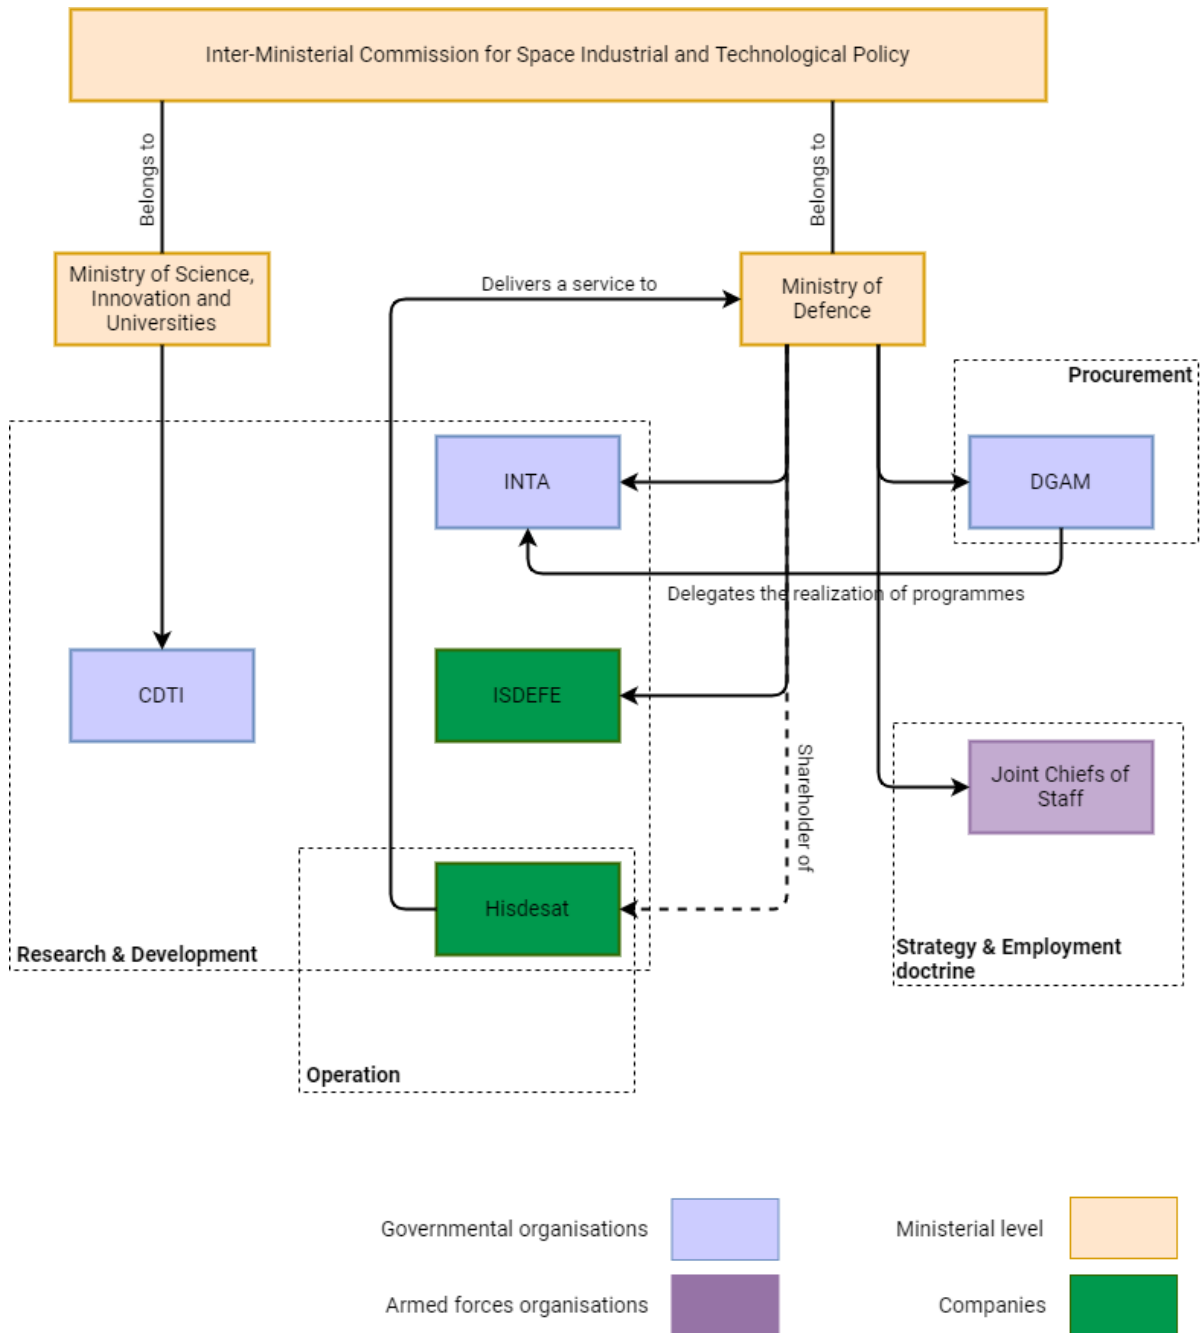 Inter-Ministerial Commission for Space Industrial and Technological Policy
Belongs to
Belongs to
Ministry of Science,
Innovation and
Universities
Delivers a service to
Ministry of
Defence
Procurement
INTA
DGAM
Delegates the realization of programmes
CDTI
ISDEFE
Shareholder of
Joint Chiefs of
Staff
Hisdesat
Research & Development
Strategy & Employment
doctrine
Operation
Governmental organisations
Ministerial level
Armed forces organisations
Companies